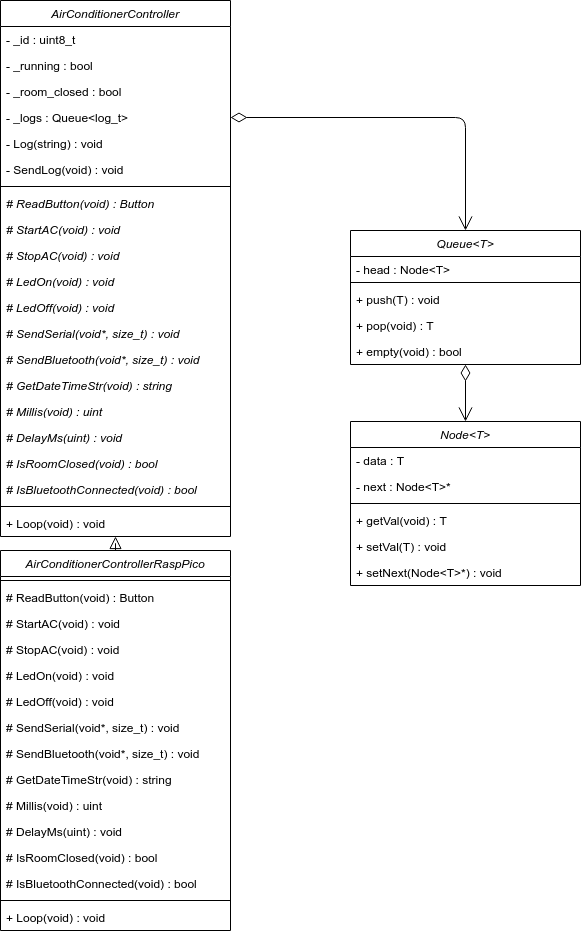 AirConditionerController
- _id : uint8_t
- _running : bool
- _room_closed : bool
- _logs : Queue<log_t>
- Log(string) : void
- SendLog(void) : void
# ReadButton(void) : Button
# StartAC(void) : void
# StopAC(void) : void
# LedOn(void) : void
# LedOff(void) : void
# SendSerial(void*, size_t) : void
# SendBluetooth(void*, size_t) : void
# GetDateTimeStr(void) : string
# Millis(void) : uint
# DelayMs(uint) : void
# IsRoomClosed(void) : bool
# IsBluetoothConnected(void) : bool
+ Loop(void) : void
AirConditionerControllerRaspPico
# ReadButton(void) : Button
# StartAC(void) : void
# StopAC(void) : void
# LedOn(void) : void
# LedOff(void) : void
# SendSerial(void*, size_t) : void
# SendBluetooth(void*, size_t) : void
# GetDateTimeStr(void) : string
# Millis(void) : uint
# DelayMs(uint) : void
# IsRoomClosed(void) : bool
# IsBluetoothConnected(void) : bool
+ Loop(void) : void
Queue<T>
- head : Node<T>
+ push(T) : void
+ pop(void) : T
+ empty(void) : bool
Node<T>
- data : T
- next : Node<T>*
+ getVal(void) : T
+ setVal(T) : void
+ setNext(Node<T>*) : void